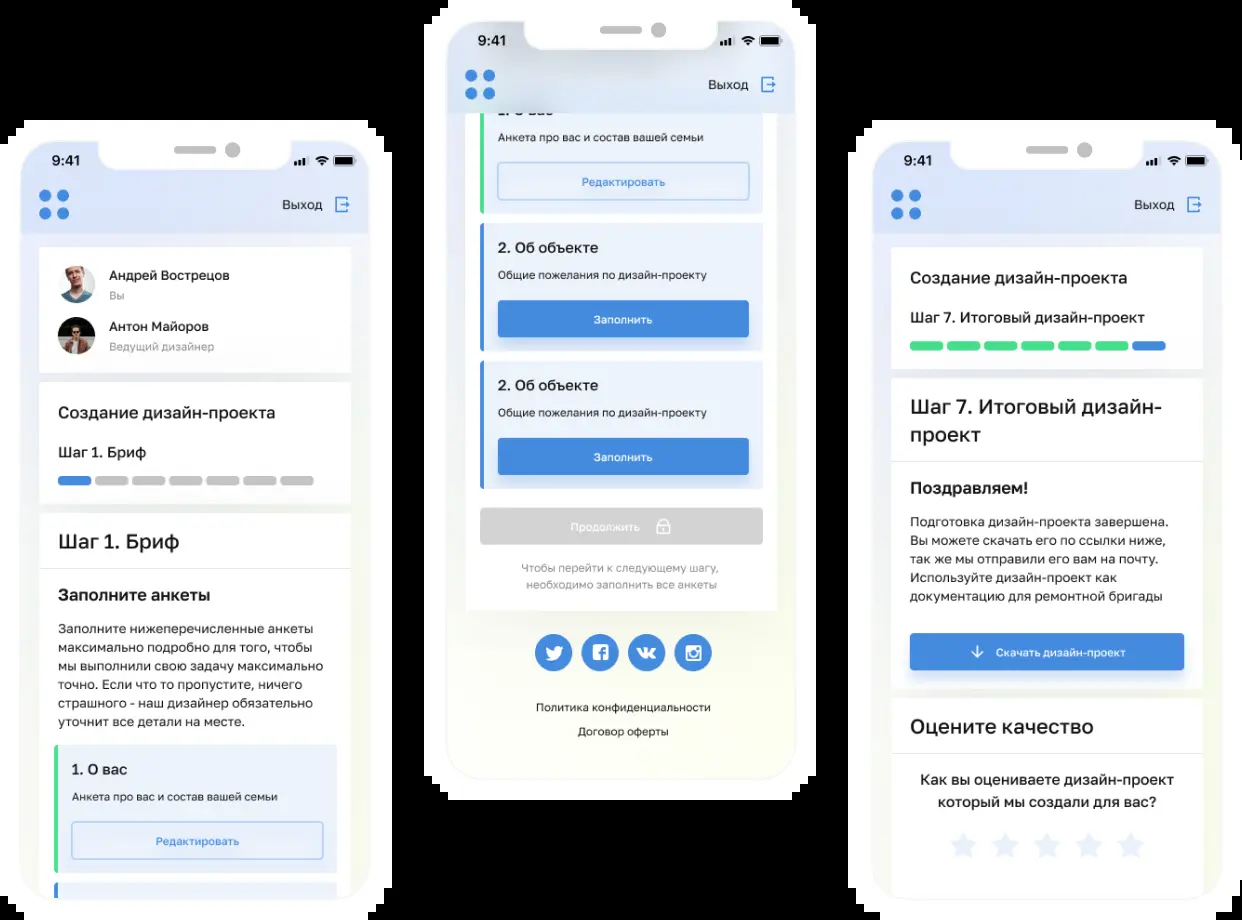 9:41
Выход
Андрей Вострецов
Вы
Антон Майоров
Ведущий дизайнер
Создание дизайн-проекта
Шаг 1. Бриф
Шаг 1. Бриф
Заполните анкеты
Заполните нижеперечисленные анкеты
максимально подробно для того, чтобы
мы выполнили свою задачу максимально
точно. Если что то пропустите, ничего
страшного - наш дизайнер обязательно
уточнит все детали на месте.
1. О вас
Анкета про вас и состав вашей семьи
Редактировать
9:41
Выход
1. О вас
Анкета про вас и состав вашей семьи
Редактировать
2. Об объекте
Общие пожелания по дизайн-проекту
Заполнить
2. Об объекте
Общие пожелания по дизайн-проекту
Заполнить
Продолжить
Чтобы перейти к следующему шагу,
необходимо заполнить все анкеты
Политика конфиденциальности
Договор оферты
9:41
Выход
Создание дизайн-проекта
Шаг 7. Итоговый дизайн-проект
Шаг 7. Итоговый дизайн-
проект
Поздравляем!
Подготовка дизайн-проекта завершена.
Вы можете скачать его по ссылки ниже,
так же мы отправили его вам на почту.
Используйте дизайн-проект как
документацию для ремонтной бригады
Скачать дизайн-проект
Оцените качество
Как вы оцениваете дизайн-проект
который мы создали для вас?